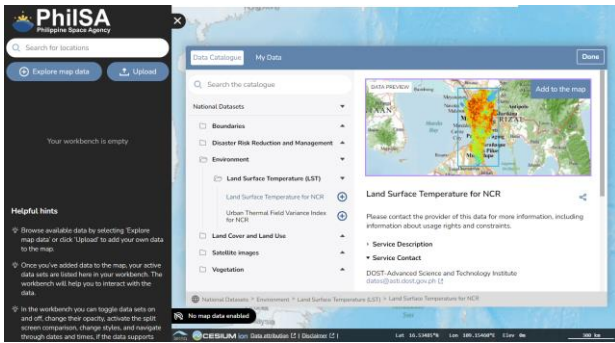 PhilSA
Philippine Space Agency
Search for locations
Explore map data
Upload
Your workbench is empty
Helpful hints
Browse available data by selecting 'Explore
map data' or click 'Upload' to add your own data
to the map.
Once you've added data to the map, your active
data sets are listed here in your workbench. The
workbench will help you to interact with the
data.
In the workbench you can toggle data sets on
and off, change their opacity, activate the split
screen comparison, change styles, and navigate
through dates and times, if the data supports
Data Catalogue
My Data
Done
Search the catalogue
National Datasets
Boundaries
Disaster Risk Reduction and Management
Environment
Land Surface Temperature (LST)
Land Surface Temperature for NCR
Urban Thermal Field Variance Index
for NCR
Land Cover and Land Use
Satellite images
Vegetation
DATA PREVIEW
Add to the map
Antipolo
RIZAL
Land Surface Temperature for NCR
Please contact the provider of this data for more information, including
information about usage rights and constraints.
Service Description
Service Contact
DOST-Advanced Science and Technology Institute
datos@asti.dost.gov.ph
National Datasets > Environment > Land Surface Temperature (LST) > Land Surface Temperature for NCR
No map data enabled
CESIUM ion Data attribution | Disclaimer